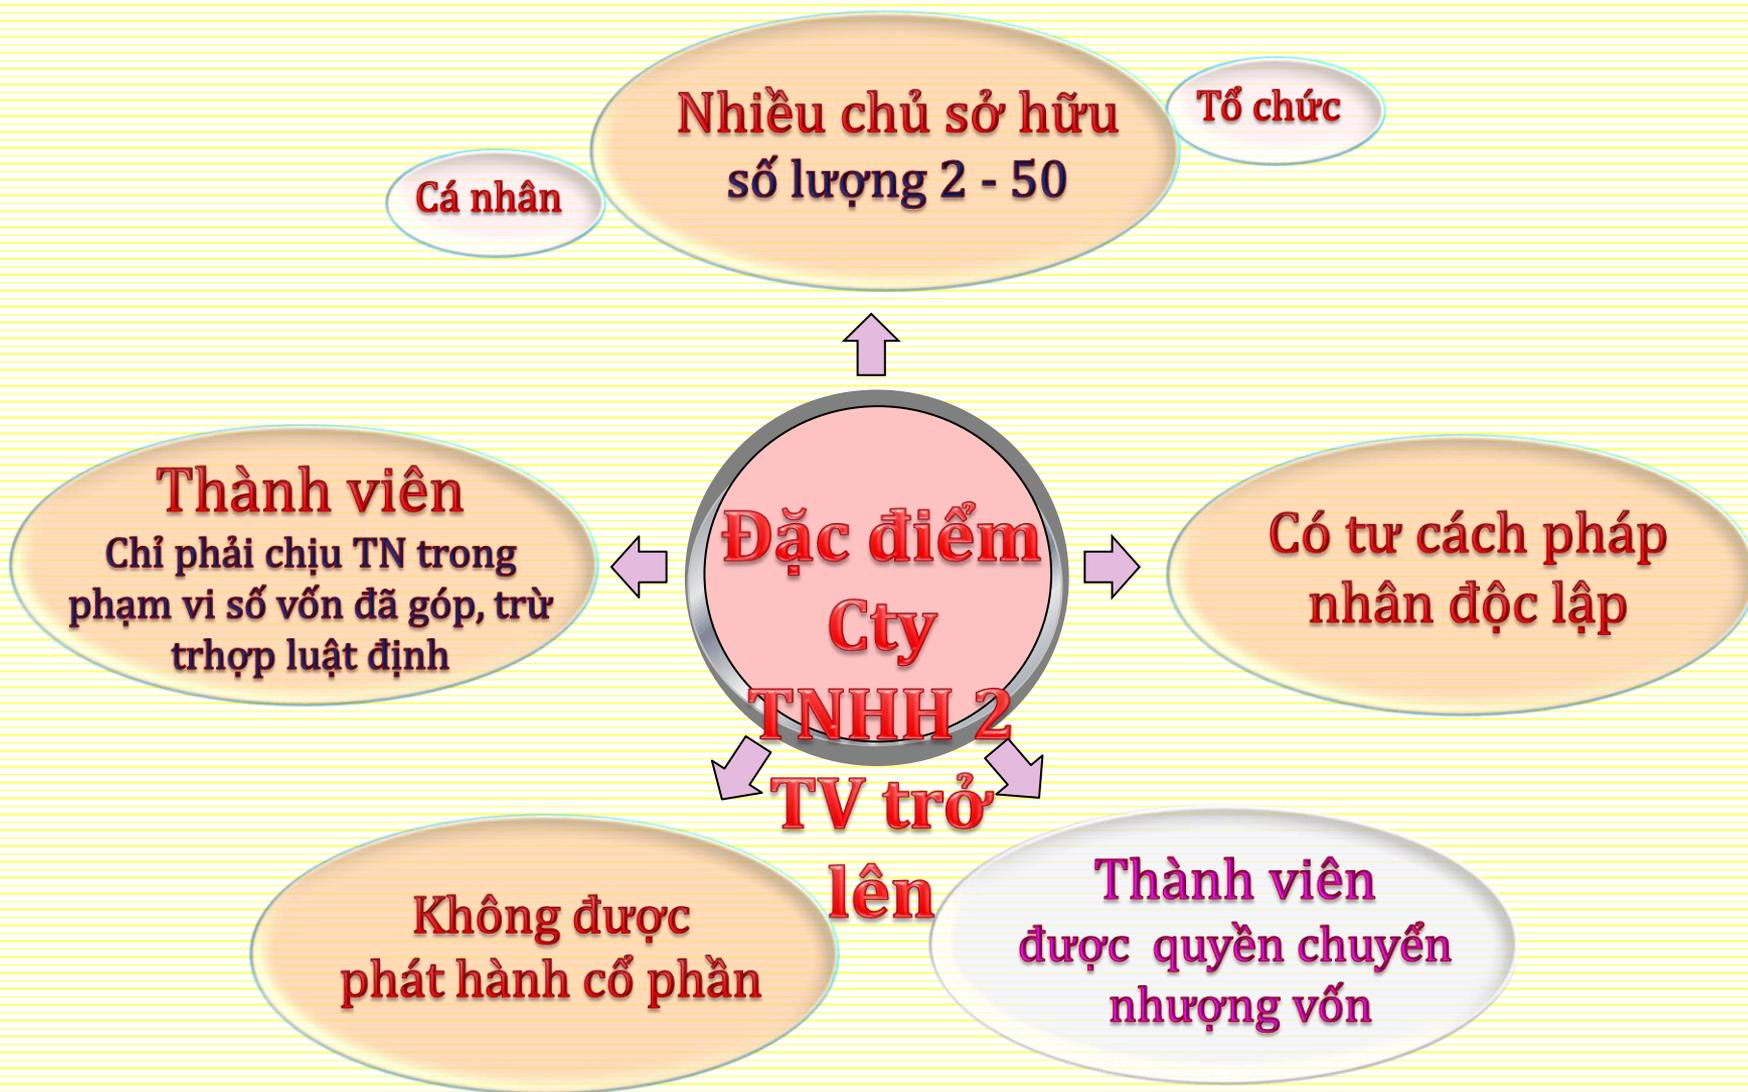 Nhiều chủ sở hữu
số lượng 2 - 50
Tổ chức
Cá nhân
Thành viên
Chỉ phải chịu TN trong
phạm vi số vốn đã góp, trừ
trhợp luật định
Đặc điểm
Cty
TNHH 2
TV trở
lên
Có tư cách pháp
nhân độc lập
Không được
phát hành cổ phần
Thành viên
được  quyền chuyển
nhượng vốn